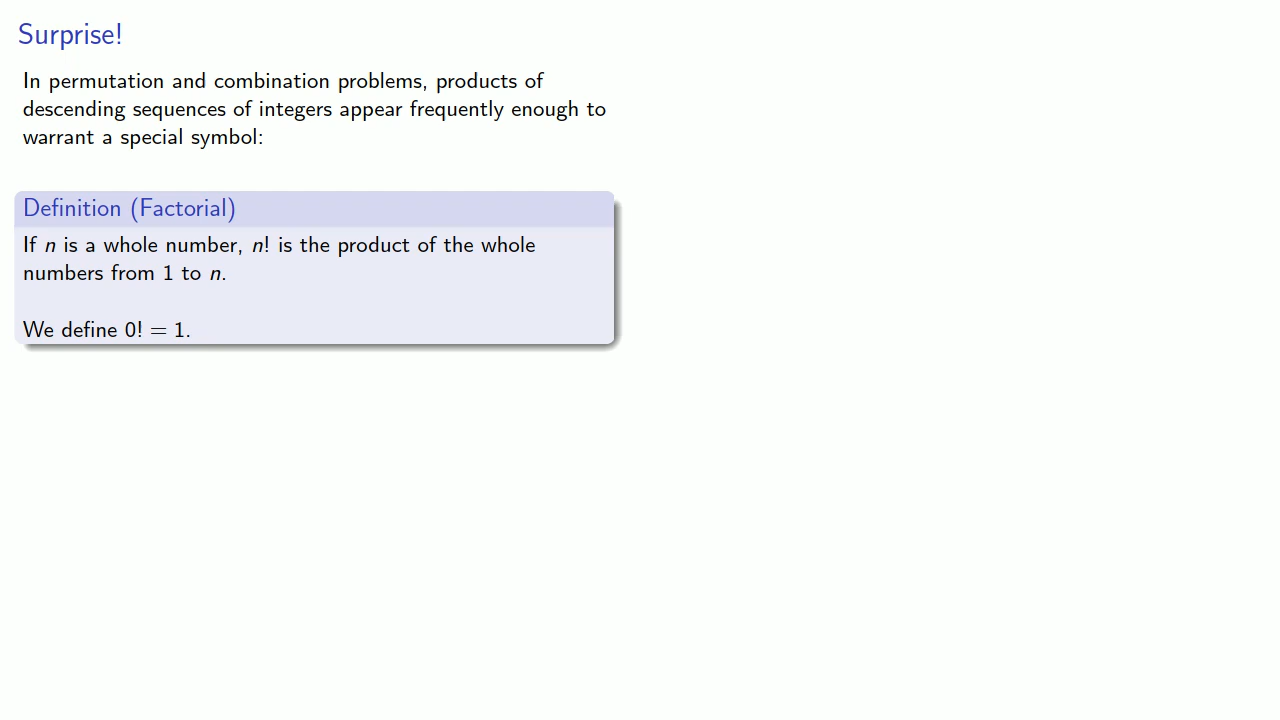 Surprise!
In permutation and combination problems, products of
descending sequences of integers appear frequently enough to
warrant a special symbol:
Definition (Factorial)
If n is a whole number, n! is the product of the whole
numbers from 1 to n.
We define 0! = 1.